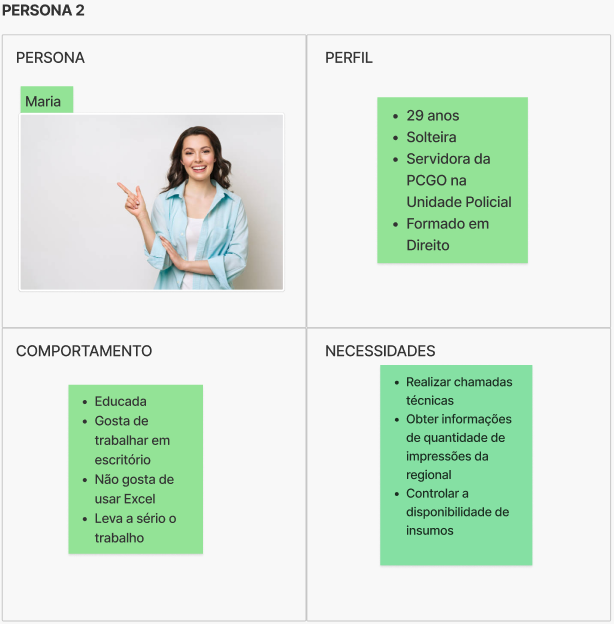 PERSONA 2
PERSONA
Maria
PERFIL
• 29 anos
• Solteira
• Servidora da
PCGO na
Unidade Policial
• Formado em
Direito
COMPORTAMENTO
• Educada
• Gosta de
trabalhar em
escritório
• Não gosta de
usar Excel
• Leva a sério o
trabalho
NECESSIDADES
• Realizar chamadas
técnicas
• Obter informações
de quantidade de
impressões da
regional
• Controlar a
disponibilidade de
insumos